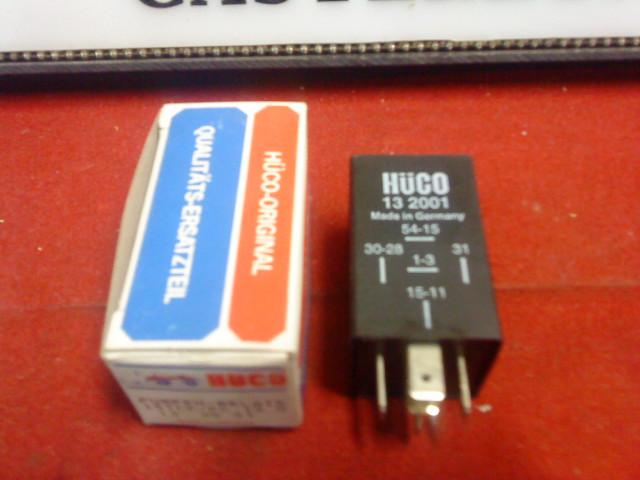 HÜCO-ORIGINAL
QUALITÄTS-ERSATZTEIL
HÜCO
HÜCO
13 2001
Made in Germany
54-15
30-28
31
1-3
15-11